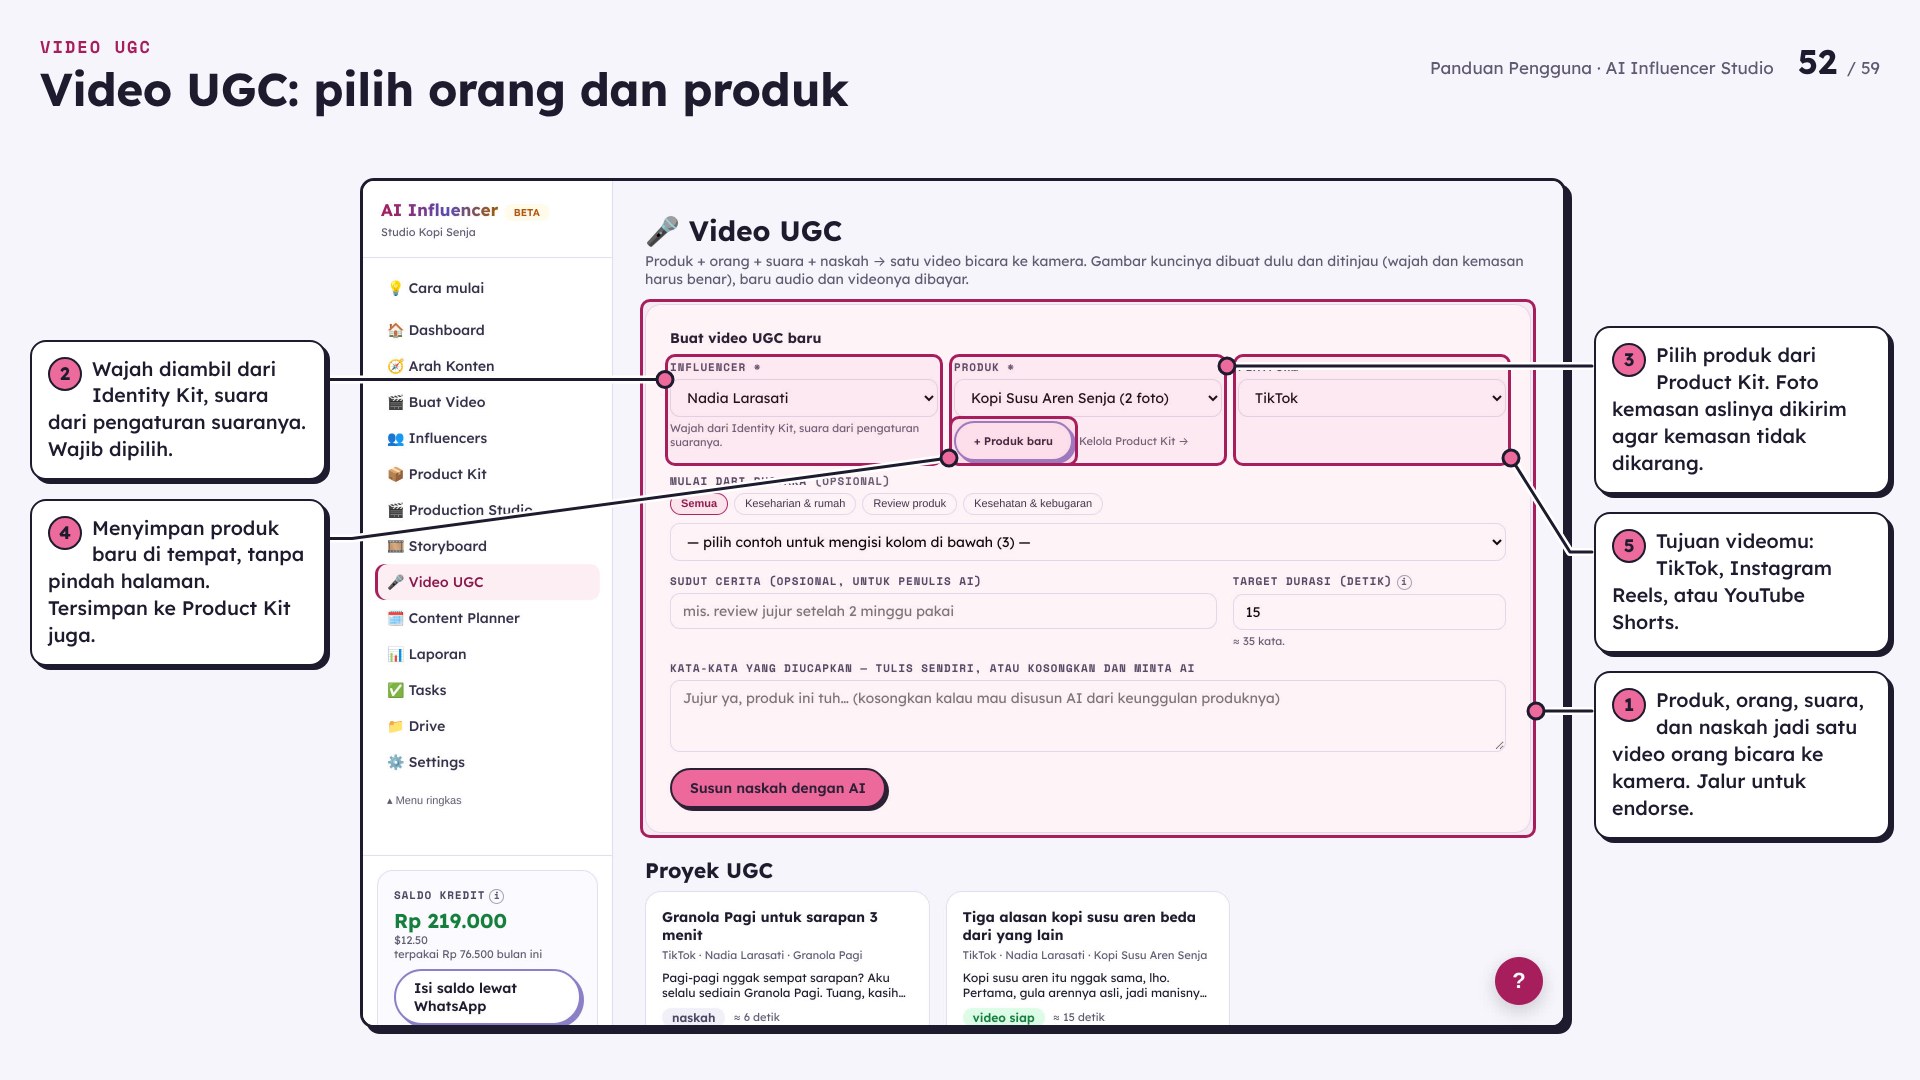 VIDEO UGC
Video UGC: pilih orang dan produk
Panduan Pengguna · AI Influencer Studio 52 / 59
AI Influencer BETA
Studio Kopi Senja
💡 Cara mulai
🏠 Dashboard
🧭 Arah Konten
🎬 Buat Video
👥 Influencers
📦 Product Kit
🎬 Production Studio
🎞️ Storyboard
🎤 Video UGC
🗓️ Content Planner
📊 Laporan
✅ Tasks
📁 Drive
⚙️ Settings
▴ Menu ringkas
SALDO KREDIT i
Rp 219.000
$12.50
terpakai Rp 76.500 bulan ini
Isi saldo lewat
WhatsApp
🎤 Video UGC
Produk + orang + suara + naskah → satu video bicara ke kamera. Gambar kuncinya dibuat dulu dan ditinjau (wajah dan kemasan
harus benar), baru audio dan videonya dibayar.
Buat video UGC baru
INFLUENCER *
Nadia Larasati
Wajah dari Identity Kit, suara dari pengaturan
suaranya.
PRODUK *
Kopi Susu Aren Senja (2 foto)
+ Produk baru
Kelola Product Kit →
TikTok
MULAI DARI (OPSIONAL)
Semua
Keseharian & rumah
Review produk
Kesehatan & kebugaran
— pilih contoh untuk mengisi kolom di bawah (3) —
SUDUT CERITA (OPSIONAL, UNTUK PENULIS AI)
mis. review jujur setelah 2 minggu pakai
TARGET DURASI (DETIK) i
15
≈ 35 kata.
KATA-KATA YANG DIUCAPKAN — TULIS SENDIRI, ATAU KOSONGKAN DAN MINTA AI
Jujur ya, produk ini tuh… (kosongkan kalau mau disusun AI dari keunggulan produknya)
Susun naskah dengan AI
Proyek UGC
Granola Pagi untuk sarapan 3
menit
TikTok · Nadia Larasati · Granola Pagi
Pagi-pagi nggak sempat sarapan? Aku
selalu sediain Granola Pagi. Tuang, kasih…
naskah ≈ 6 detik
Tiga alasan kopi susu aren beda
dari yang lain
TikTok · Nadia Larasati · Kopi Susu Aren Senja
Kopi susu aren itu nggak sama, lho.
Pertama, gula arennya asli, jadi manisny…
video siap ≈ 15 detik
?
2 Wajah diambil dari
Identity Kit, suara
dari pengaturan suaranya.
Wajib dipilih.
4 Menyimpan produk
baru di tempat, tanpa
pindah halaman.
Tersimpan ke Product Kit
juga.
3 Pilih produk dari
Product Kit. Foto
kemasan aslinya dikirim
agar kemasan tidak
dikarang.
5 Tujuan videomu:
TikTok, Instagram
Reels, atau YouTube
Shorts.
1 Produk, orang, suara,
dan naskah jadi satu
video orang bicara ke
kamera. Jalur untuk
endorse.